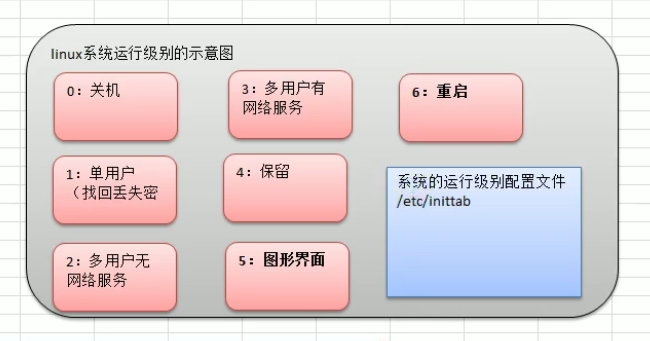 linux系统运行级别的示意图
0：关机
1：单用户
（找回丢失密
2：多用户无
网络服务
3：多用户有
网络服务
4：保留
5：图形界面
6：重启
系统的运行级别配置文件
/etc/inittab